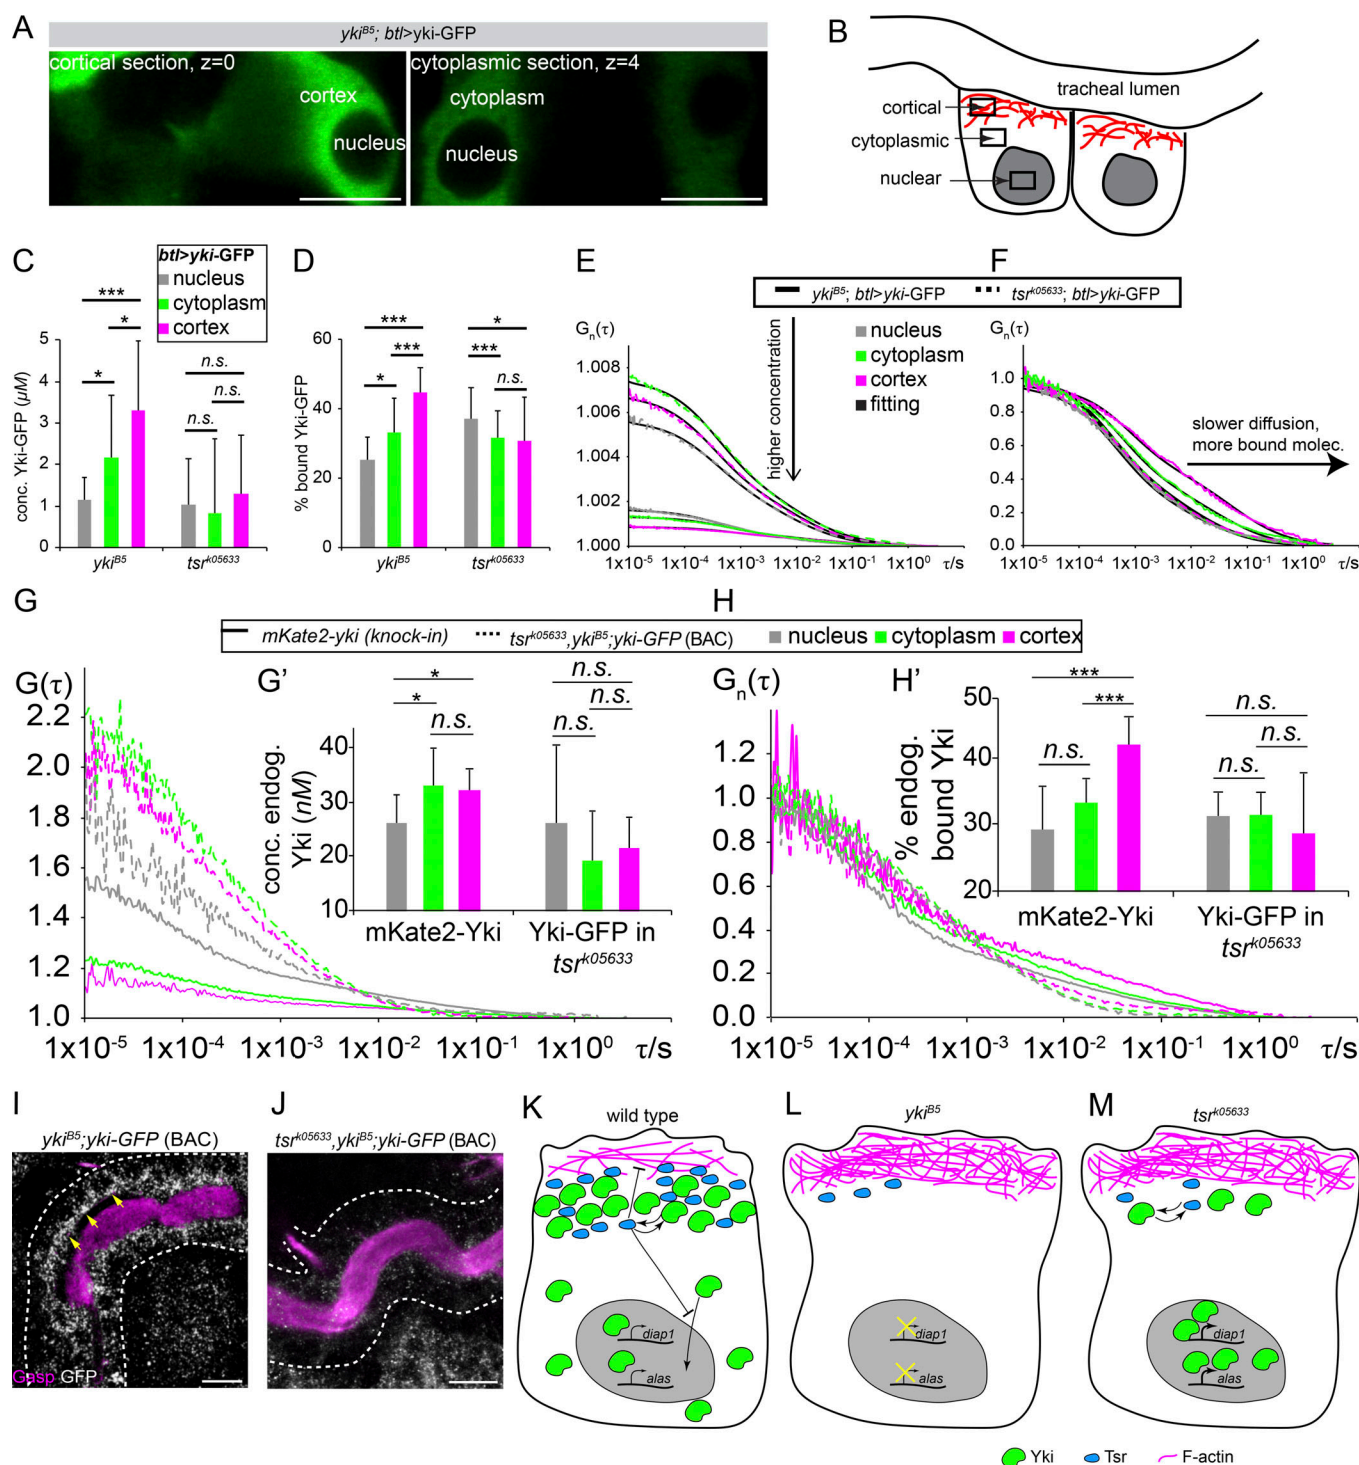 A
yki^B5; btl>yki-GFP
cortical section, z=0
cortex
nucleus
cytoplasmic section, z=4
cytoplasm
nucleus
B
tracheal lumen
cortical
cytoplasmic
nuclear
C
btl>yki-GFP
nucleus
cytoplasm
cortex
***
*
*
n.s.
n.s.
n.s.
conc. Yki-GFP (µM)
5
4
3
2
1
0
yki^B5
tsr^k05633
D
***
***
*
*
***
n.s.
% bound Yki-GFP
60
40
20
0
yki^B5
tsr^k05633
E
F
yki^B5; btl>yki-GFP
tsr^k05633; btl>yki-GFP
G_n(τ)
1.008
1.006
1.004
1.002
1.000
1x10^-5
1x10^-4
1x10^-3
1x10^-2
1x10^-1
1x10^0
τ/s
higher concentration
nucleus
cytoplasm
cortex
fitting
G_n(τ)
1.0
0.8
0.6
0.4
0.2
0.0
1x10^-5
1x10^-4
1x10^-3
1x10^-2
1x10^-1
1x10^0
τ/s
slower diffusion,
more bound molec.
G
H
mKate2-yki (knock-in)
tsr^k05633,yki^B5;yki-GFP (BAC)
nucleus
cytoplasm
cortex
G(τ)
2.2
2.0
1.8
1.6
1.4
1.2
1.0
1x10^-5
1x10^-4
1x10^-3
1x10^-2
1x10^-1
1x10^0
τ/s
G'
conc. endog.
Yki (nM)
40
30
20
10
*
*
n.s.
n.s.
n.s.
n.s.
mKate2-Yki
Yki-GFP in
tsr^k05633
G_n(τ)
1.2
1.0
0.8
0.6
0.4
0.2
0.0
1x10^-5
1x10^-4
1x10^-3
1x10^-2
1x10^-1
1x10^0
τ/s
H'
% endog.
bound Yki
50
40
30
20
***
***
n.s.
n.s.
n.s.
n.s.
mKate2-Yki
Yki-GFP in
tsr^k05633
I
yki^B5;yki-GFP (BAC)
Gasp GFP
J
tsr^k05633,yki^B5;yki-GFP (BAC)
K
wild type
diap1
alas
L
yki^B5
diap1
alas
M
tsr^k05633
diap1
alas
Yki
Tsr
F-actin